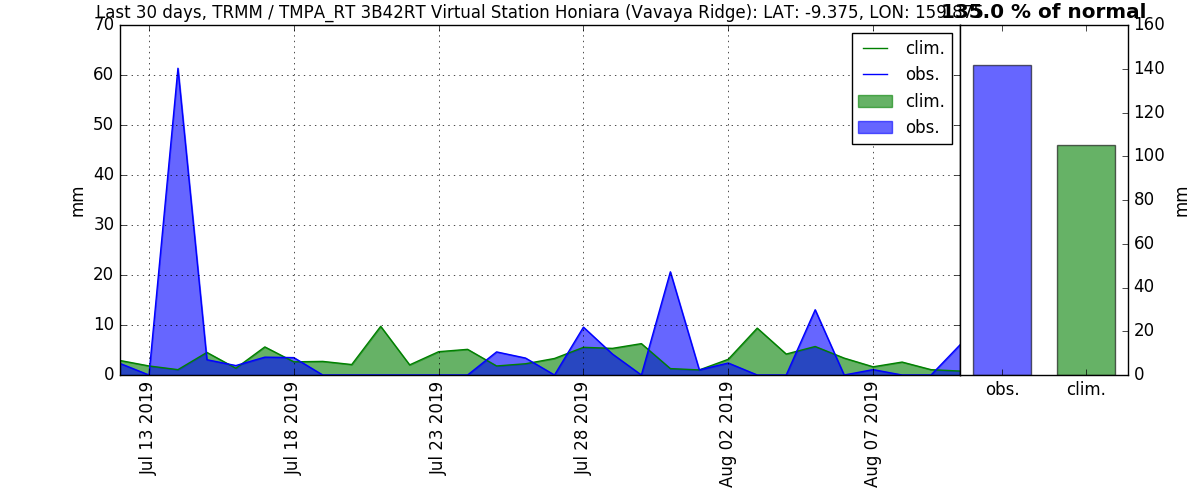 Last 30 days, TRMM / TMPA_RT 3B42RT Virtual Station Honiara (Vavaya Ridge): LAT: -9.375, LON:
135.0 % of normal
70
60
50
40
30
20
10
0
mm
clim.
obs.
clim.
obs.
160
140
120
100
80
60
40
20
0
mm
obs.
clim.
Jul 13 2019
Jul 18 2019
Jul 23 2019
Jul 28 2019
Aug 02 2019
Aug 07 2019